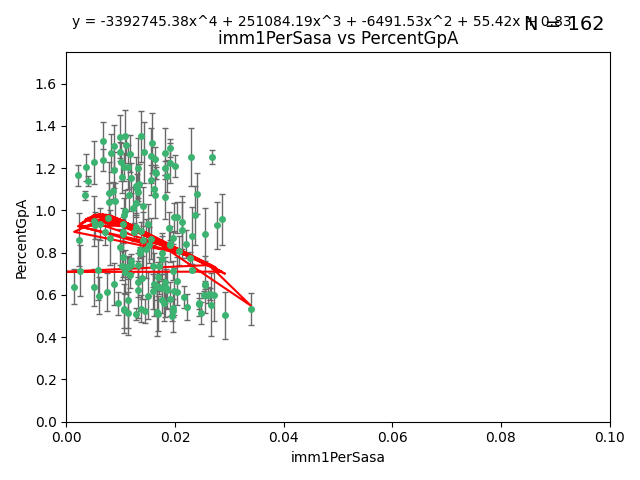 y = -3392745.38x^4 + 251084.19x^3 + -6491.53x^2 + 55.42x + 0.83
N = 162
imm1PerSasa vs PercentGpA
PercentGpA
1.6
1.4
1.2
1.0
0.8
0.6
0.4
0.2
0.0
0.00 0.02 0.04 0.06 0.08 0.10
imm1PerSasa